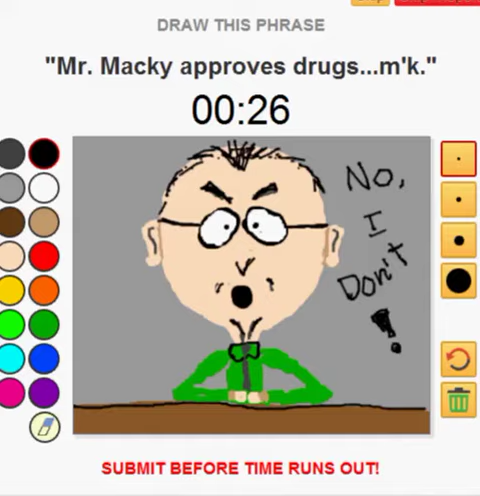 DRAW THIS PHRASE
"Mr. Macky approves drugs...m'k."
00:26
No,
I
Don't
!
SUBMIT BEFORE TIME RUNS OUT!